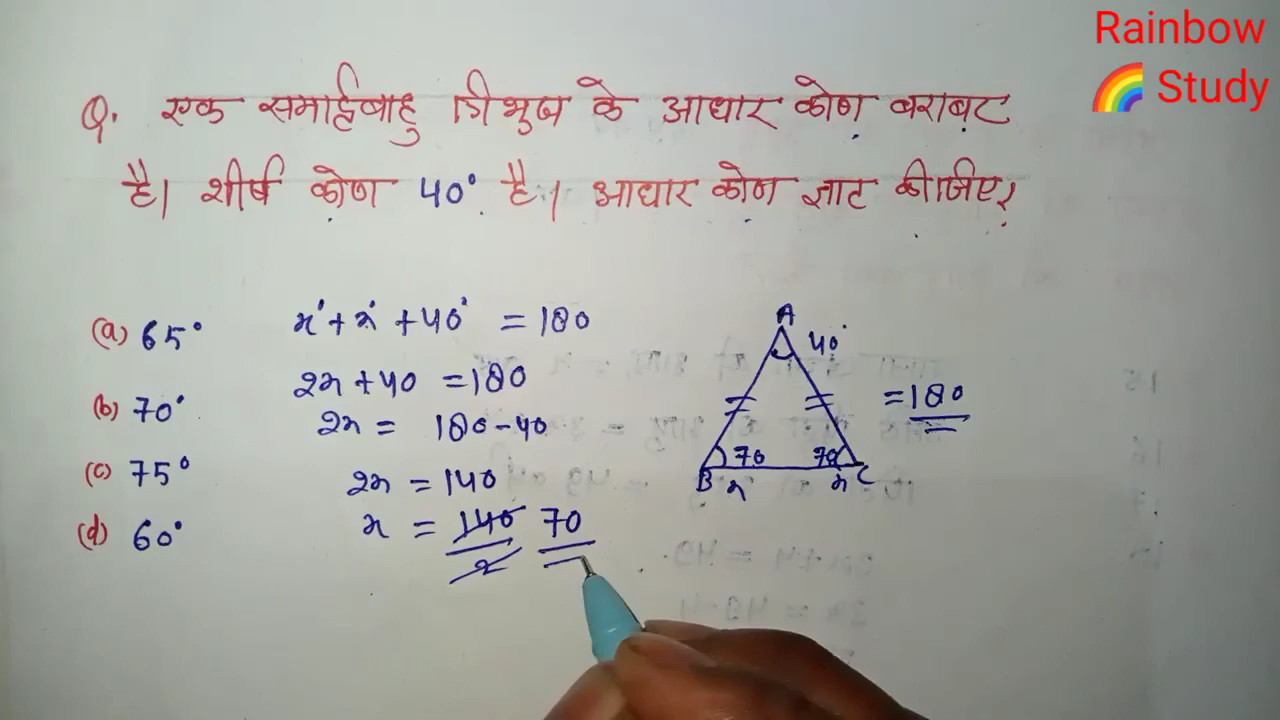 Rainbow
Study
Q. एक समद्विबाहु त्रिभुज के आधार कोण बराबर
है। शीर्ष कोण 40° है। आधार कोण ज्ञात कीजिए।
(a) 65°
(b) 70°
(c) 75°
(d) 60°
x° + x° + 40° = 180
2x + 40 = 180
2x = 180 - 40
2x = 140
x = 140/2 70
A
40°
= 180
70 70
B x x C